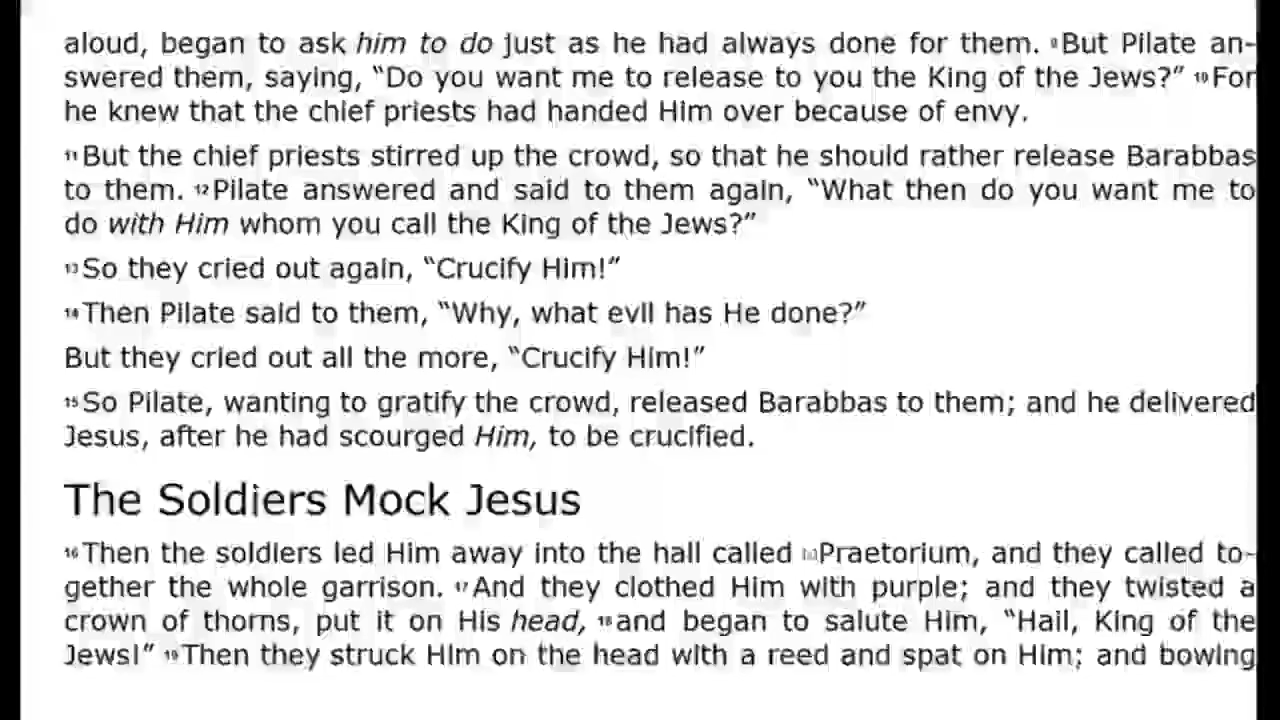 aloud, began to ask him to do just as he had always done for them. 9But Pilate an-
swered them, saying, “Do you want me to release to you the King of the Jews?” 10For
he knew that the chief priests had handed Him over because of envy.
11But the chief priests stirred up the crowd, so that he should rather release Barabbas
to them. 12Pilate answered and said to them again, “What then do you want me to
do with Him whom you call the King of the Jews?”
13So they cried out again, “Crucify Him!”
14Then Pilate said to them, “Why, what evil has He done?”
But they cried out all the more, “Crucify Him!”
15So Pilate, wanting to gratify the crowd, released Barabbas to them; and he delivered
Jesus, after he had scourged Him, to be crucified.
The Soldiers Mock Jesus
16Then the soldiers led Him away into the hall called Praetorium, and they called to-
gether the whole garrison. 17And they clothed Him with purple; and they twisted a
crown of thorns, put it on His head, 18and began to salute Him, “Hail, King of the
Jews!” 19Then they struck Him on the head with a reed and spat on Him; and bowing